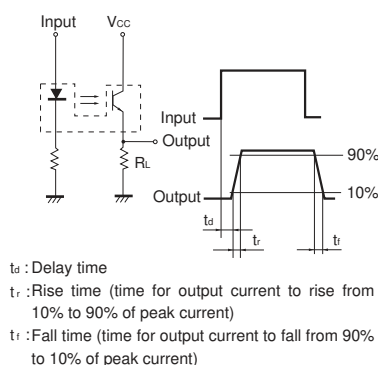 Input
Vcc
Output
RL
Input
Output
90%
10%
td
tr
tf
td : Delay time
tr : Rise time (time for output current to rise from
10% to 90% of peak current)
tf : Fall time (time for output current to fall from 90%
to 10% of peak current)